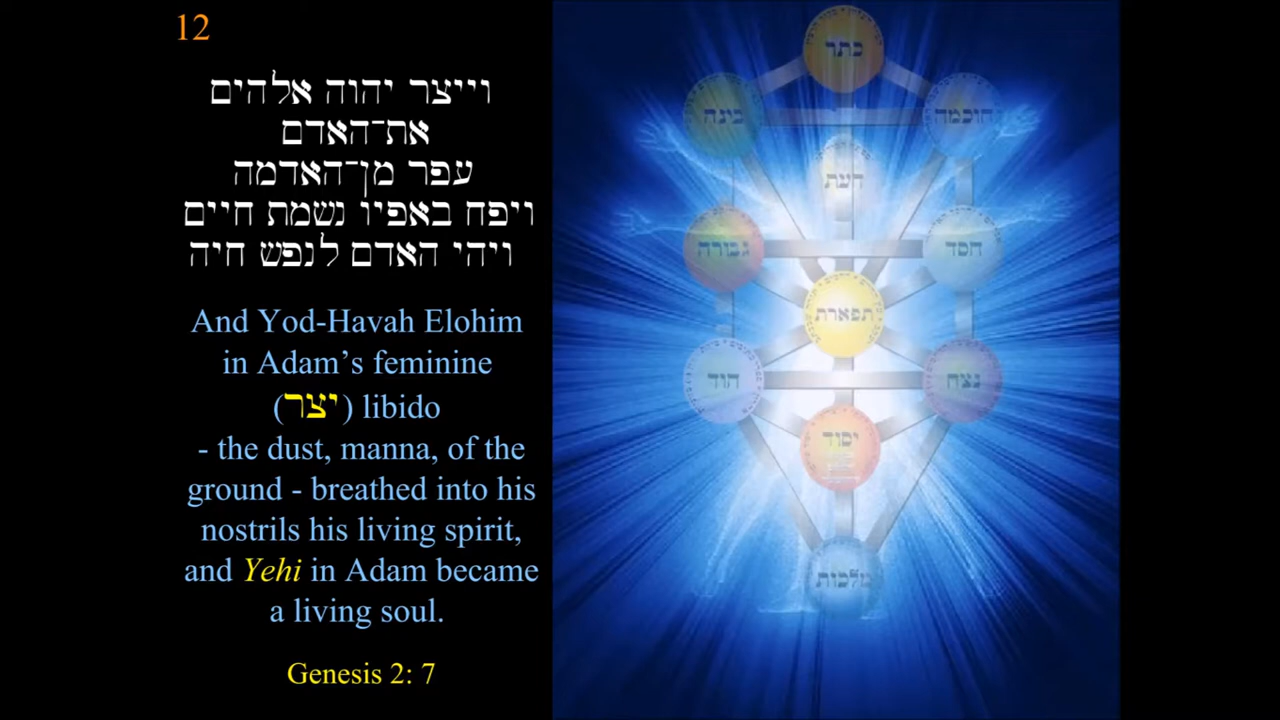 12
וייצר יהוה אלהים
את־האדם
עפר מן־האדמה
ויפח באפיו נשמת חיים
ויהי האדם לנפש חיה
And Yod-Havah Elohim
in Adam’s feminine
(יצר) libido
- the dust, manna, of the
ground - breathed into his
nostrils his living spirit,
and Yehi in Adam became
a living soul.
Genesis 2: 7
כתר
בינה
חוכמה
דעת
גבורה
חסד
תפארת
הוד
נצח
יסוד
מלכות